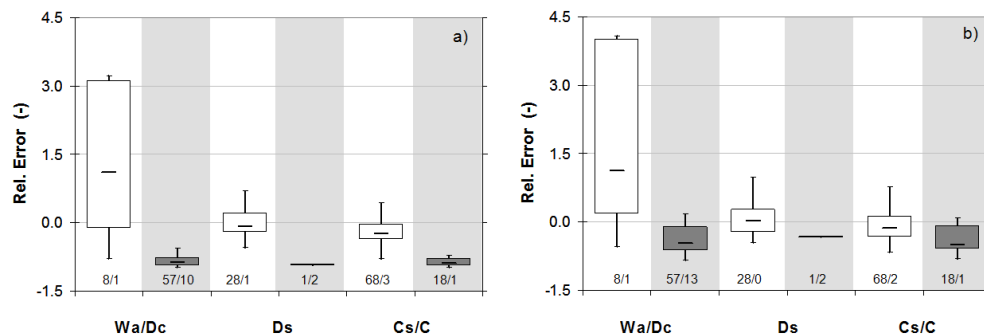 a)
Rel. Error (-)
4.5
3.0
1.5
0.0
-1.5
8/1 57/10 28/1 1/2 68/3 18/1
Wa/Dc Ds Cs/C
b)
Rel. Error (-)
4.5
3.0
1.5
0.0
-1.5
8/1 57/13 28/0 1/2 68/2 18/1
Wa/Dc Ds Cs/C